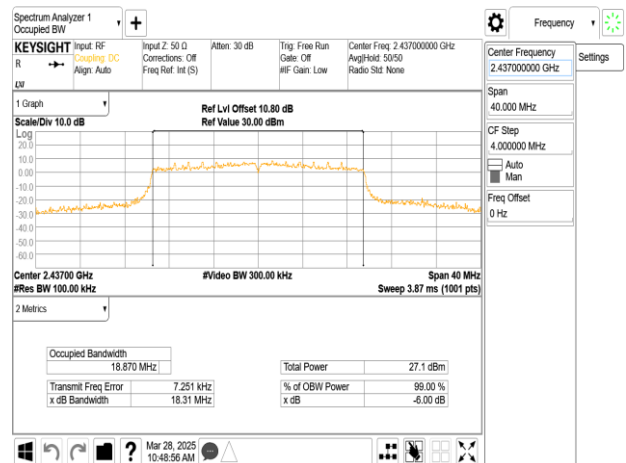 Spectrum Analyzer 1
Occupied BW
Frequency
KEYSIGHT
Input: RF
Coupling: DC
Align: Auto
Input Z: 50 Ω
Corrections: Off
Freq Ref: Int (S)
Atten: 30 dB
Trig: Free Run
Gate: Off
#IF Gain: Low
Center Freq: 2.437000000 GHz
Avg|Hold: 50/50
Radio Std: None
R
LXI
Center Frequency
2.437000000 GHz
Settings
Span
40.000 MHz
CF Step
4.000000 MHz
Auto
Man
Freq Offset
0 Hz
1 Graph
Ref Lvl Offset 10.80 dB
Scale/Div 10.0 dB
Ref Value 30.00 dBm
Log
20.0
10.0
0.00
-10.0
-20.0
-30.0
-40.0
-50.0
-60.0
Center 2.43700 GHz
#Video BW 300.00 kHz
Span 40 MHz
#Res BW 100.00 kHz
Sweep 3.87 ms (1001 pts)
2 Metrics
Occupied Bandwidth
18.870 MHz
Total Power 27.1 dBm
Transmit Freq Error 7.251 kHz
% of OBW Power 99.00 %
x dB Bandwidth 18.31 MHz
x dB -6.00 dB
?
Mar 28, 2025
10:48:56 AM